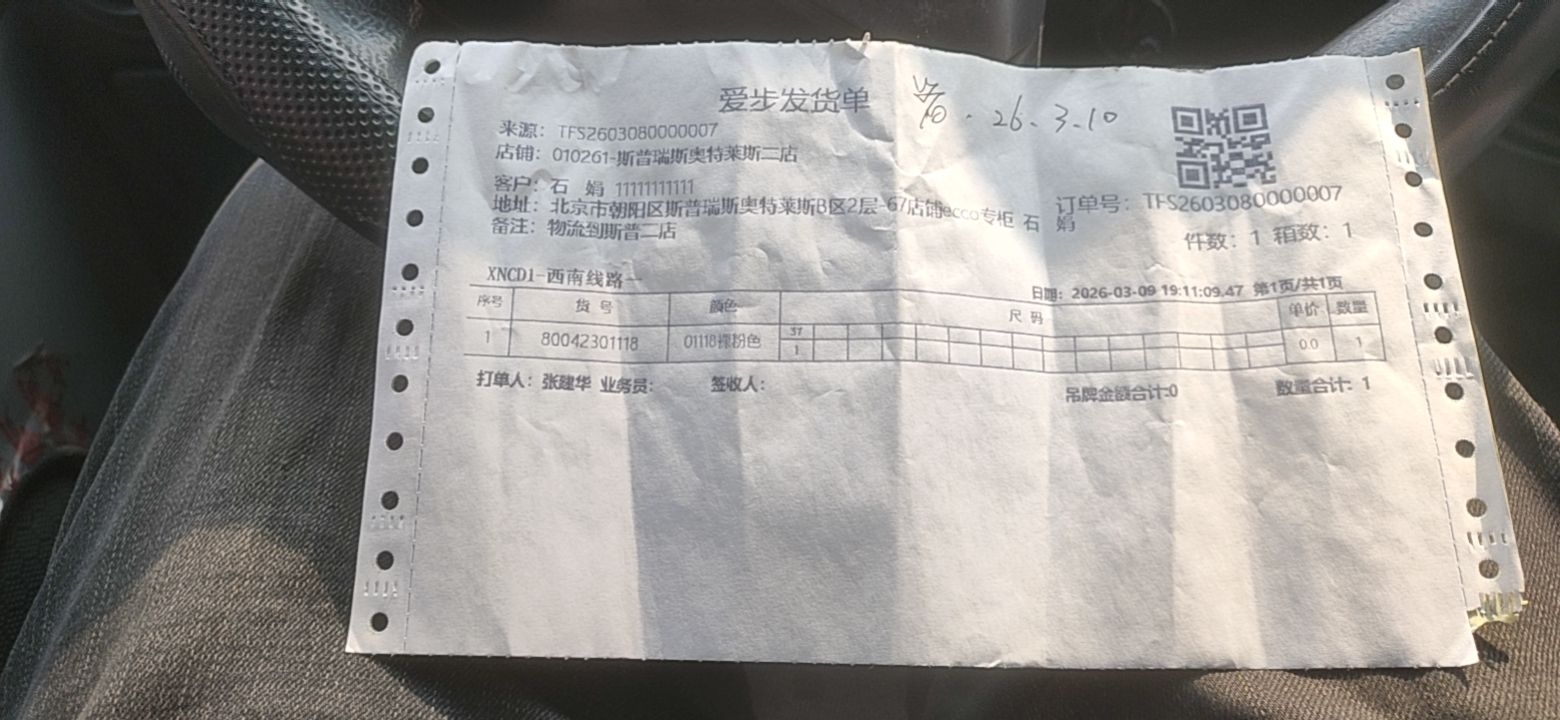 爱步发货单
26.3.10
来源：TFS2603080000007
店铺：010261-斯普瑞斯奥特莱斯二店
客户：石 娟 11111111111
地址：北京市朝阳区斯普瑞斯奥特莱斯B区2层-67店铺ecco专柜 石 娟
备注：物流到斯普二店
订单号：TFS2603080000007
件数：1 箱数：1
XNCD1-西南线路一
日期：2026-03-09 19:11:09.47 第1页/共1页
序号 货号 颜色 尺码 单价 数量
37
1 80042301118 01118裸粉色 1 0.0 1
打单人：张建华 业务员： 签收人： 吊牌金额合计:0 数量合计：1